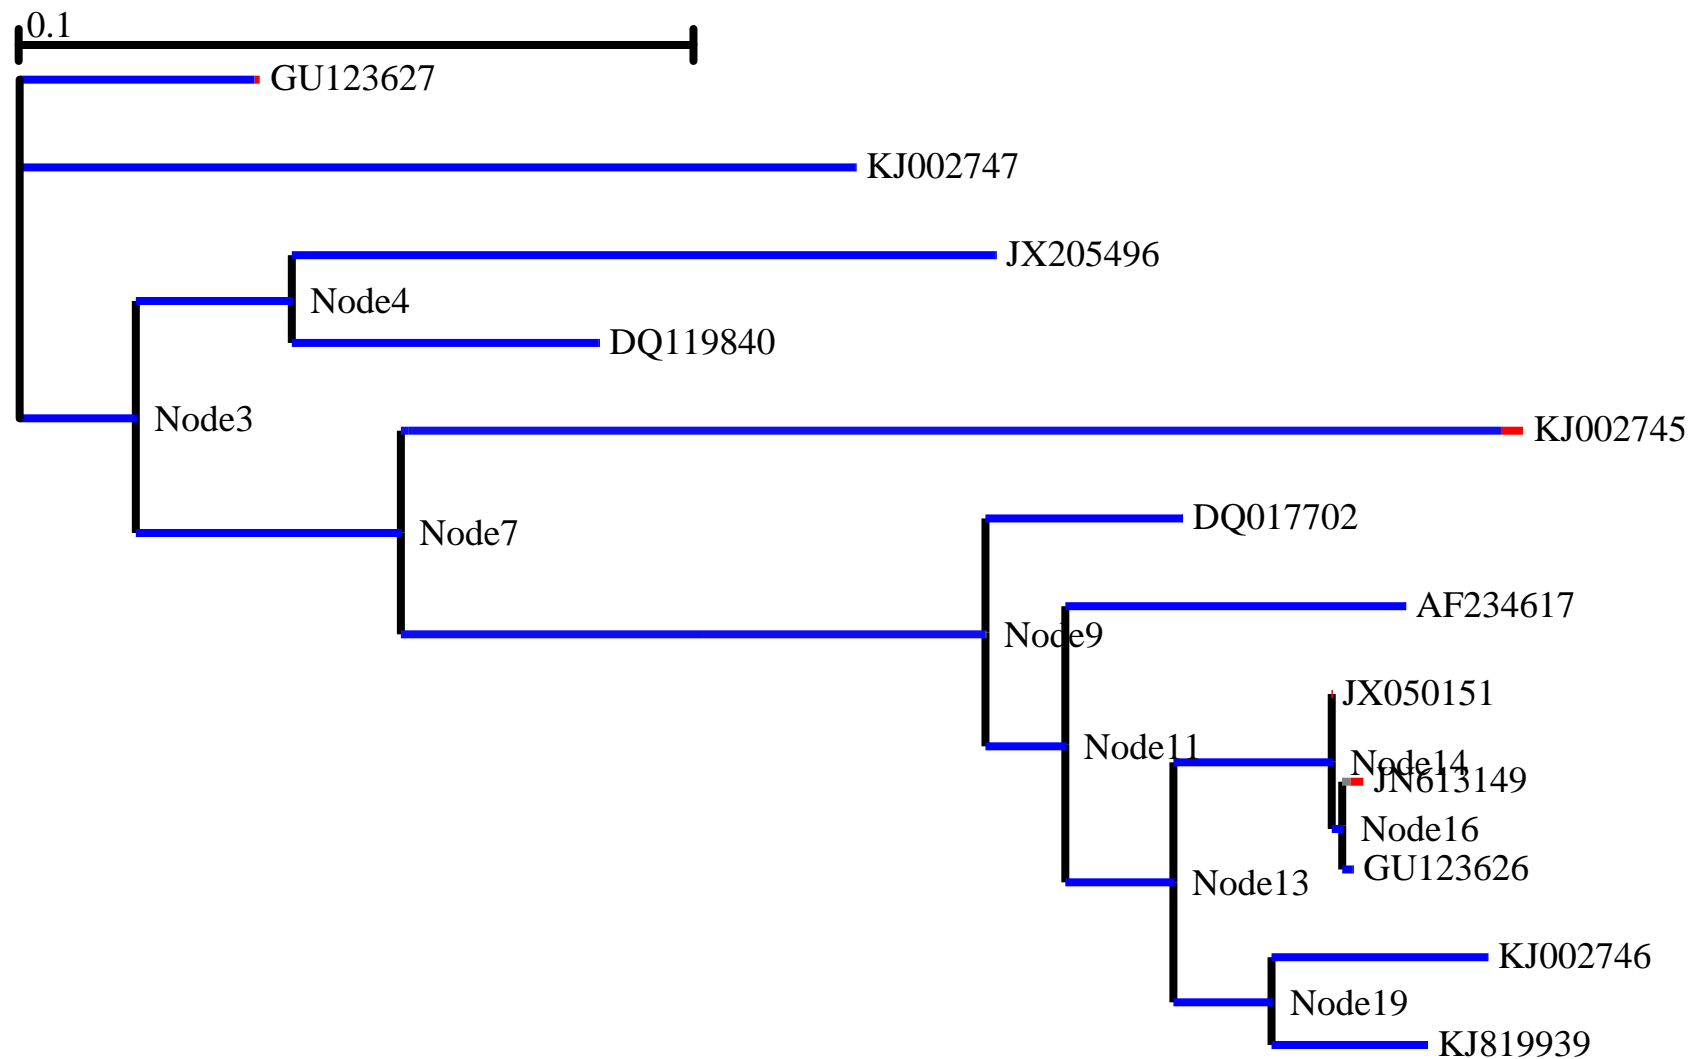 0.1
GU123627
KJ002747
JX205496
Node4
DQ119840
Node3
KJ002745
Node7
DQ017702
AF234617
Node9
JX050151
Node11
Node14
JN613149
Node16
GU123626
Node13
KJ002746
Node19
KJ819939